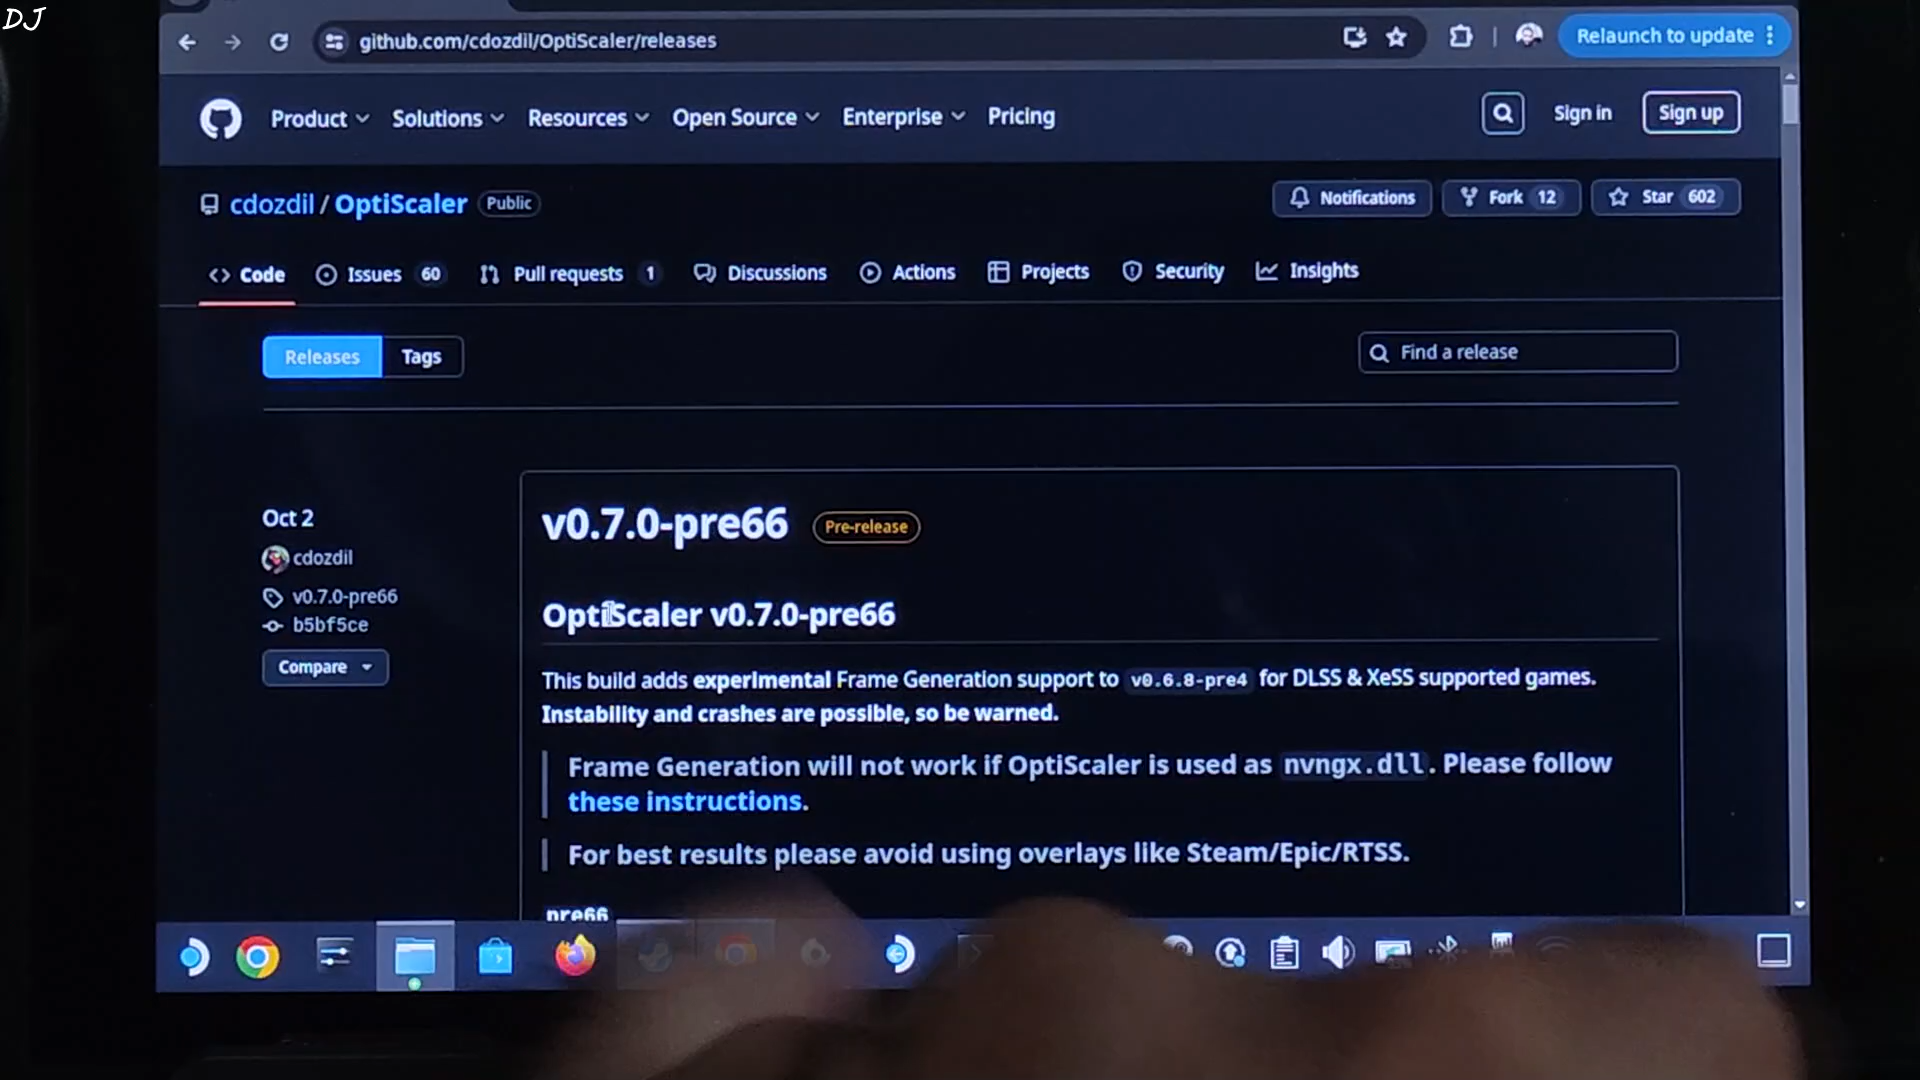 DJ
github.com/cdozdil/OptiScaler/releases
Relaunch to update
Product Solutions Resources Open Source Enterprise Pricing
Sign in Sign up
cdozdil / OptiScaler Public
Notifications Fork 12 Star 602
Code Issues 60 Pull requests 1 Discussions Actions Projects Security Insights
Releases Tags
Find a release
Oct 2
cdozdil
v0.7.0-pre66
b5bf5ce
Compare
v0.7.0-pre66 Pre-release
OptiScaler v0.7.0-pre66
This build adds experimental Frame Generation support to v0.6.8-pre4 for DLSS & XeSS supported games.
Instability and crashes are possible, so be warned.
Frame Generation will not work if OptiScaler is used as nvngx.dll. Please follow
these instructions.
For best results please avoid using overlays like Steam/Epic/RTSS.
pre66